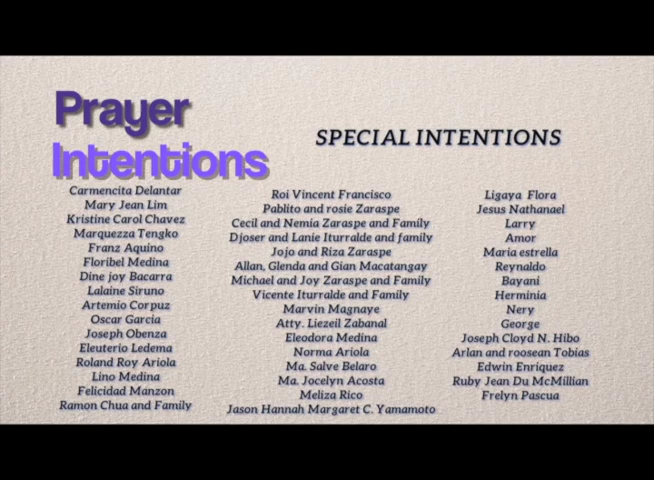 Prayer
Intentions
SPECIAL INTENTIONS
Carmencita Delantar
Mary Jean Lim
Kristine Carol Chavez
Marquezza Tengko
Franz Aquino
Floribel Medina
Dine joy Bacarra
Lalaine Siruno
Artemio Corpuz
Oscar Garcia
Joseph Obenza
Eleuterio Ledema
Roland Roy Ariola
Lino Medina
Felicidad Manzon
Ramon Chua and Family
Roi Vincent Francisco
Pablito and rosie Zaraspe
Cecil and Nemia Zaraspe and Family
Djoser and Lanie Iturralde and family
Jojo and Riza Zaraspe
Allan, Glenda and Gian Macatangay
Michael and Joy Zaraspe and Family
Vicente Iturralde and Family
Marvin Magnaye
Atty. Liezeil Zabanal
Eleodora Medina
Norma Ariola
Ma. Salve Belaro
Ma. Jocelyn Acosta
Meliza Rico
Jason Hannah Margaret C. Yamamoto
Ligaya Flora
Jesus Nathanael
Larry
Amor
Maria estrella
Reynaldo
Bayani
Herminia
Nery
George
Joseph Cloyd N. Hibo
Arlan and roosean Tobias
Edwin Enriquez
Ruby Jean Du McMillian
Frelyn Pascua